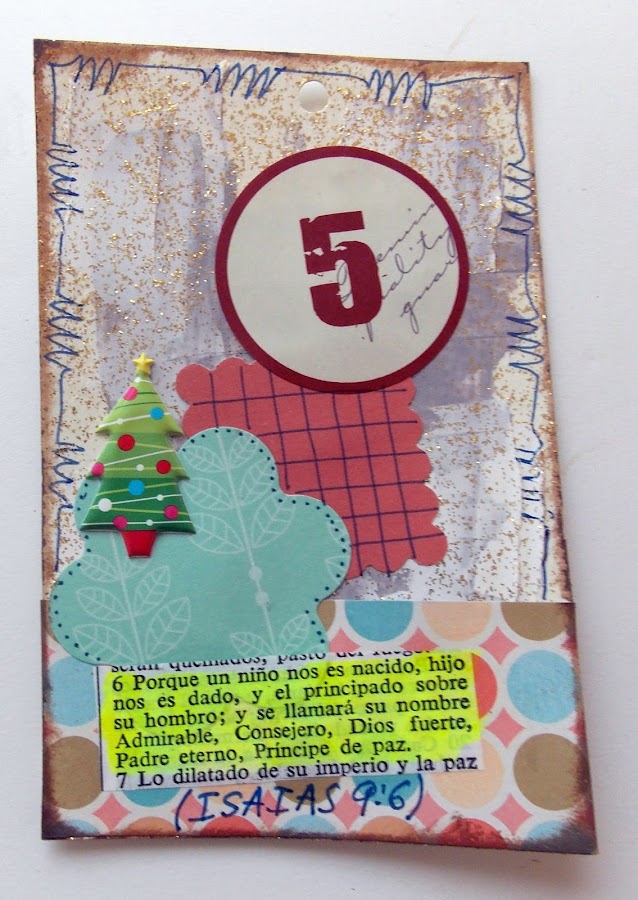 5
quality
serán quemados, pasto del fuego.
6 Porque un niño nos es nacido, hijo
nos es dado, y el principado sobre
su hombro; y se llamará su nombre
Admirable, Consejero, Dios fuerte,
Padre eterno, Príncipe de paz.
7 Lo dilatado de su imperio y la paz
(ISAIAS 9:6)